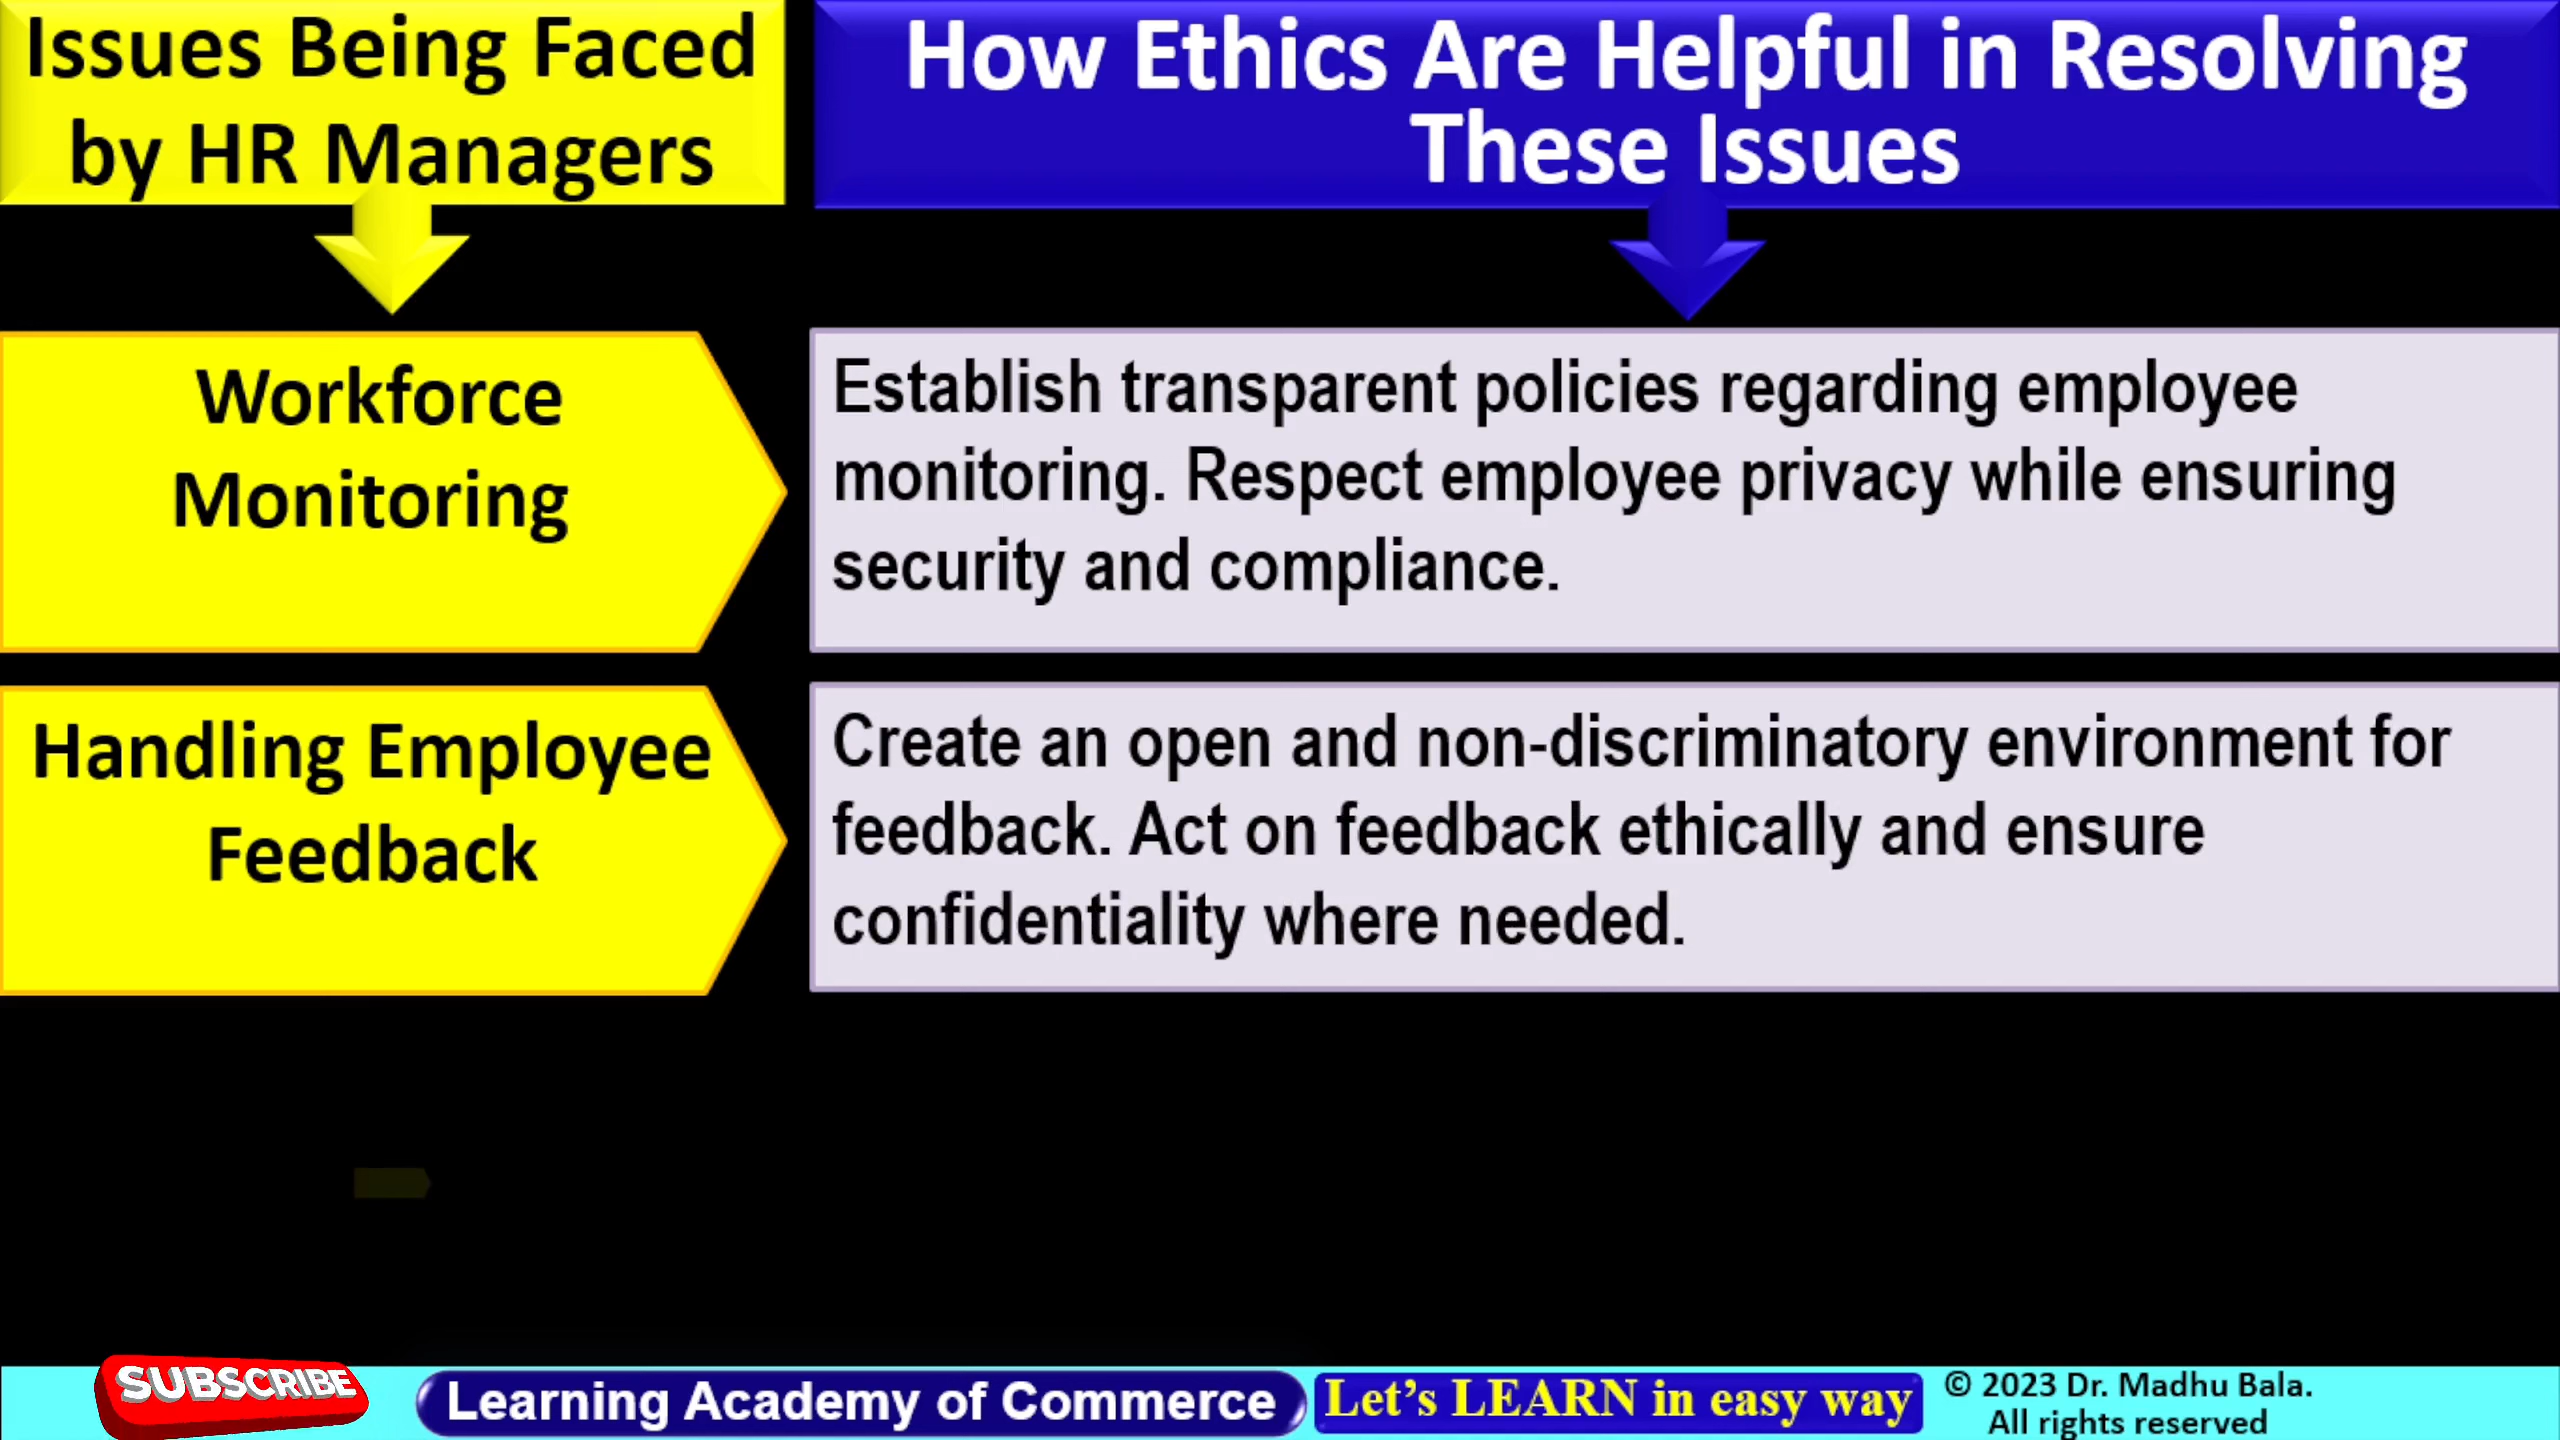 Issues Being Faced
by HR Managers
How Ethics Are Helpful in Resolving
These Issues
Workforce
Monitoring
Establish transparent policies regarding employee
monitoring. Respect employee privacy while ensuring
security and compliance.
Handling Employee
Feedback
Create an open and non-discriminatory environment for
feedback. Act on feedback ethically and ensure
confidentiality where needed.
SUBSCRIBE
Learning Academy of Commerce
Let's LEARN in easy way
© 2023 Dr. Madhu Bala.
All rights reserved